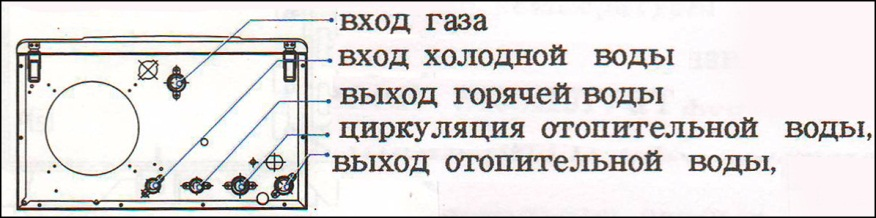 вход газа
вход холодной воды
выход горячей воды
циркуляция отопительной воды,
выход отопительной воды,